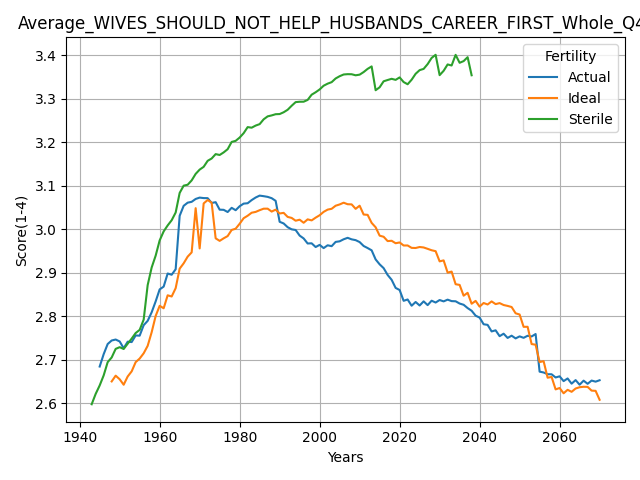 Average_WIVES_SHOULD_NOT_HELP_HUSBANDS_CAREER_FIRST_Whole_Q4
Fertility
Actual
Ideal
Sterile
Score(1-4)
3.4
3.3
3.2
3.1
3.0
2.9
2.8
2.7
2.6
1940 1960 1980 2000 2020 2040 2060
Years